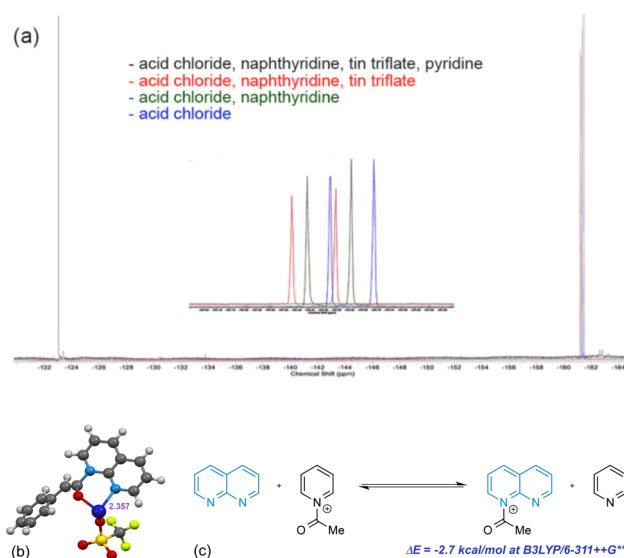 (a)
- acid chloride, naphthyridine, tin triflate, pyridine
- acid chloride, naphthyridine, tin triflate
- acid chloride, naphthyridine
- acid chloride
-122 -124 -126 -128 -130 -132 -134 -136 -138 -140 -142 -144 -146 -148 -150 -152 -154 -156 -158 -160 -162 -164
Chemical Shift (ppm)
2.357
(b)
(c)
N N
+
N
⊕
O Me
N N
⊕
O Me
+
N
ΔE = -2.7 kcal/mol at B3LYP/6-311++G**